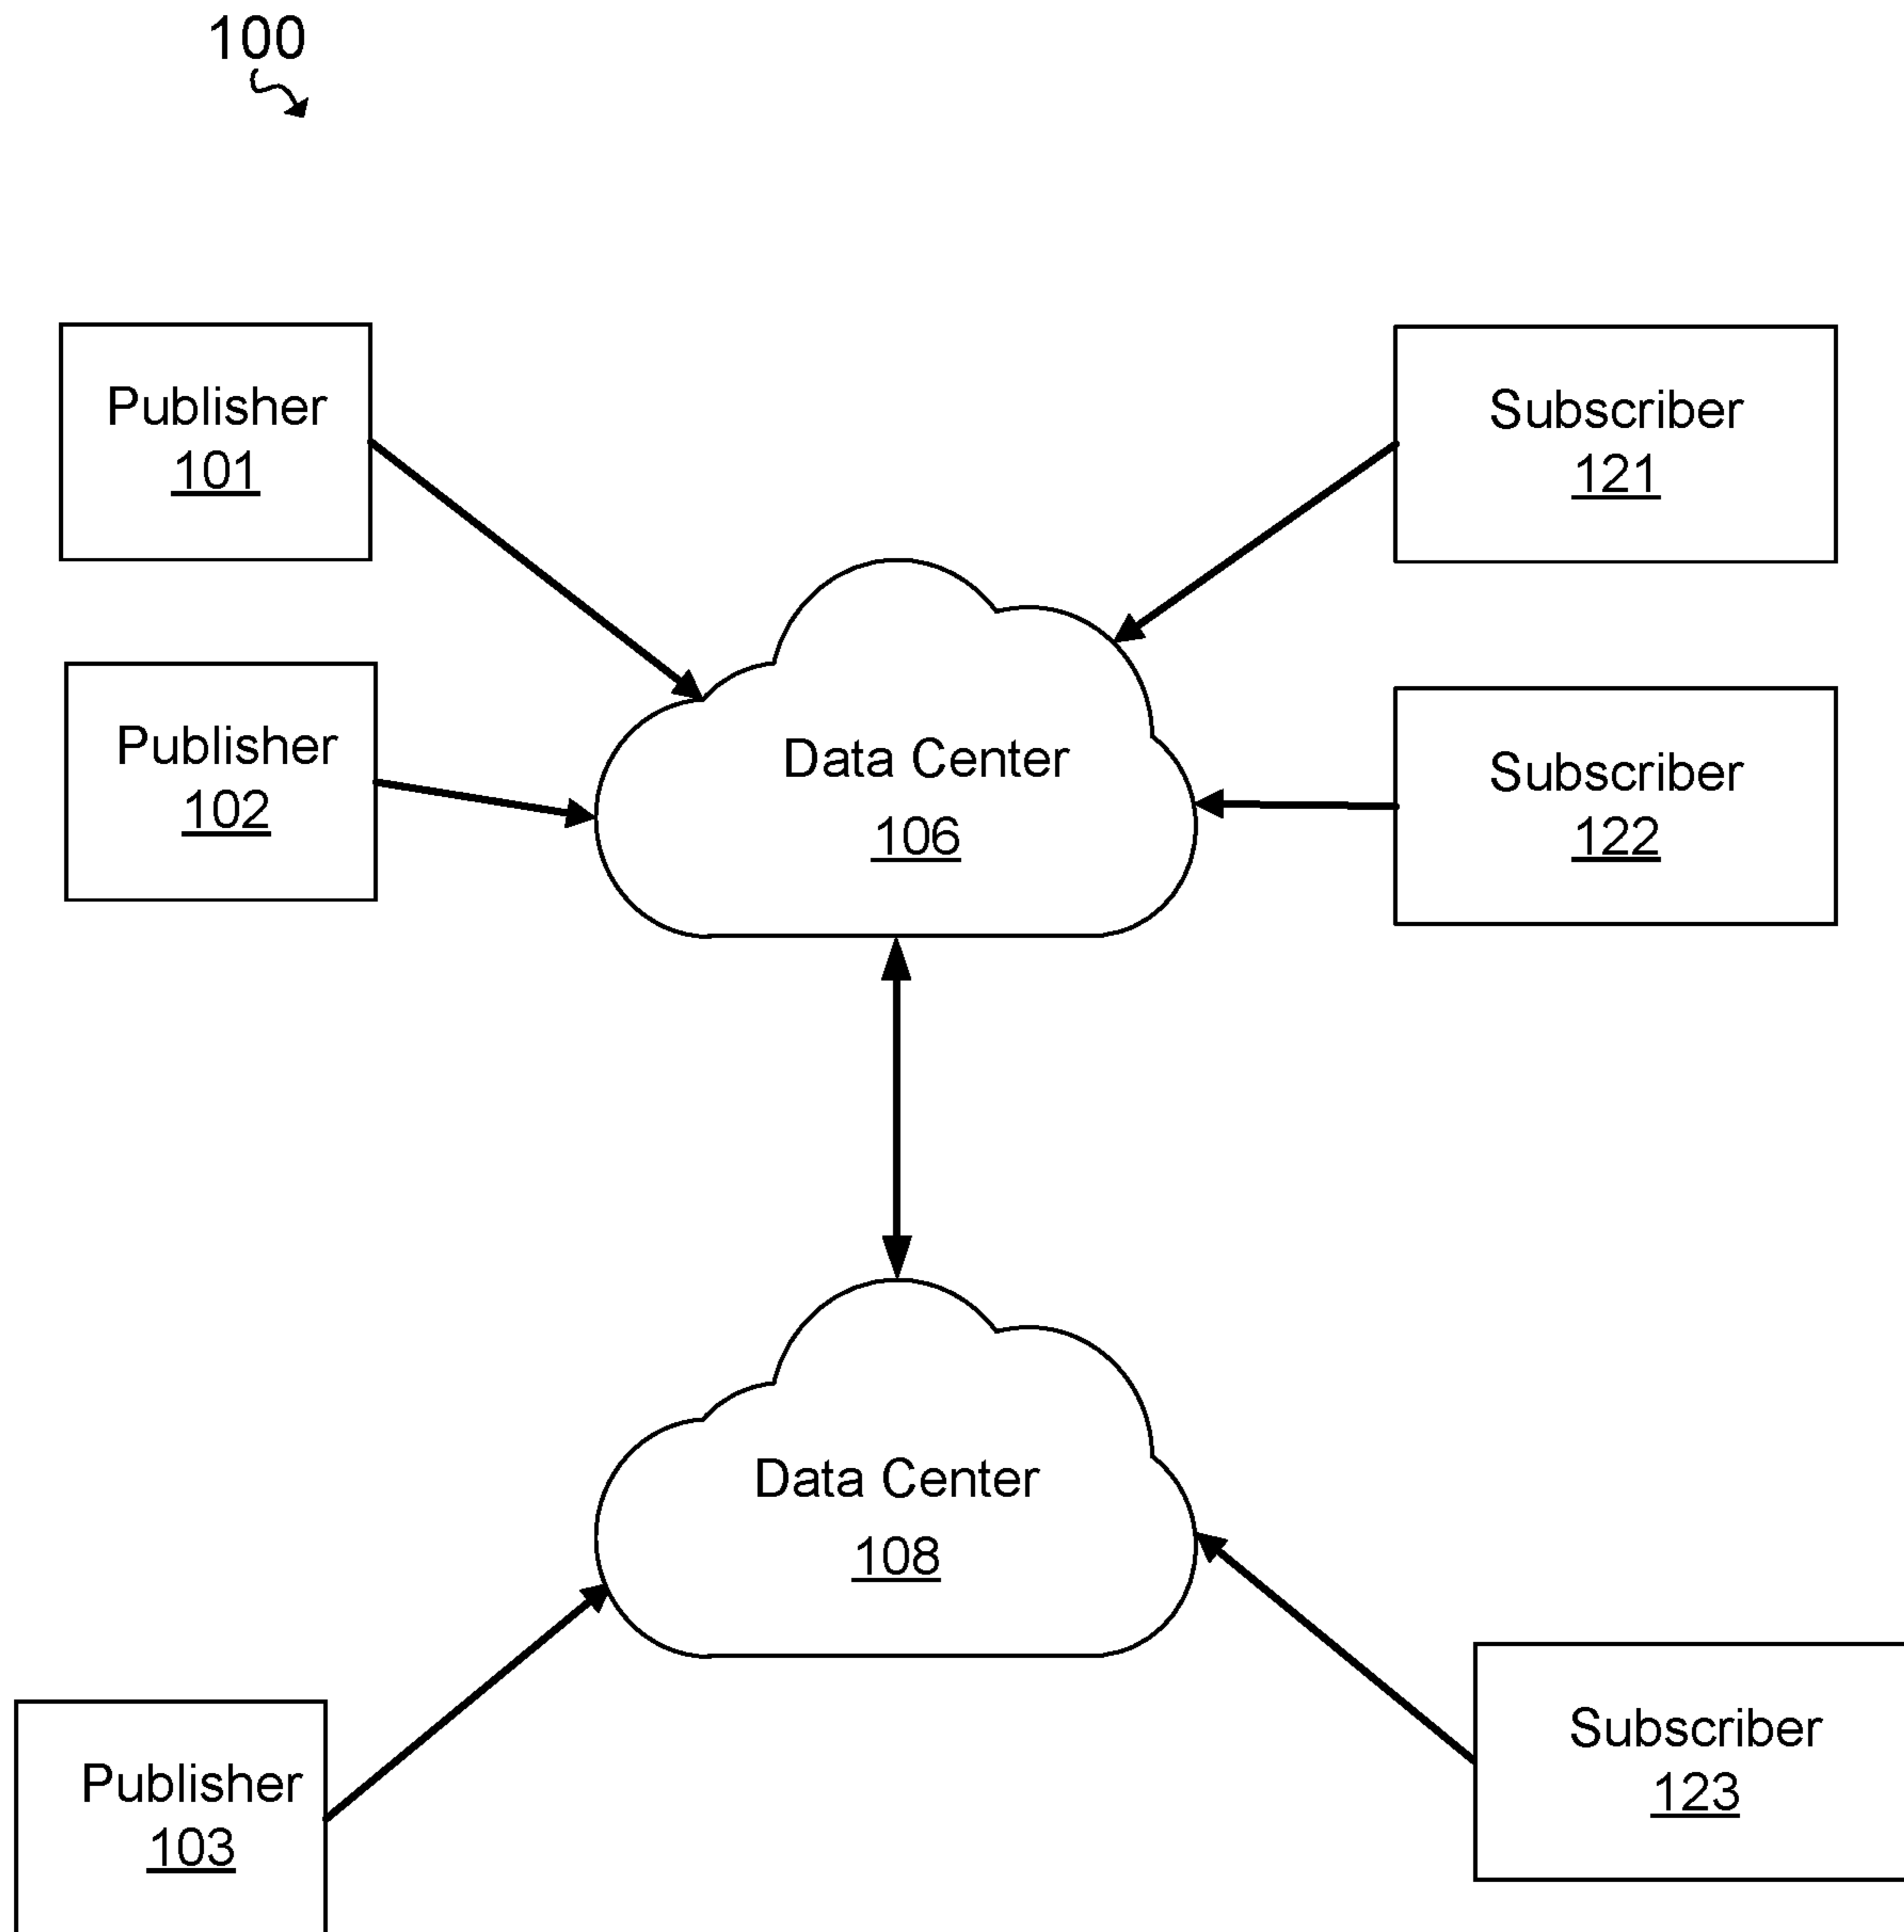 100
Publisher
101
Subscriber
121
Publisher
102
Data Center
106
Subscriber
122
Data Center
108
Publisher
103
Subscriber
123